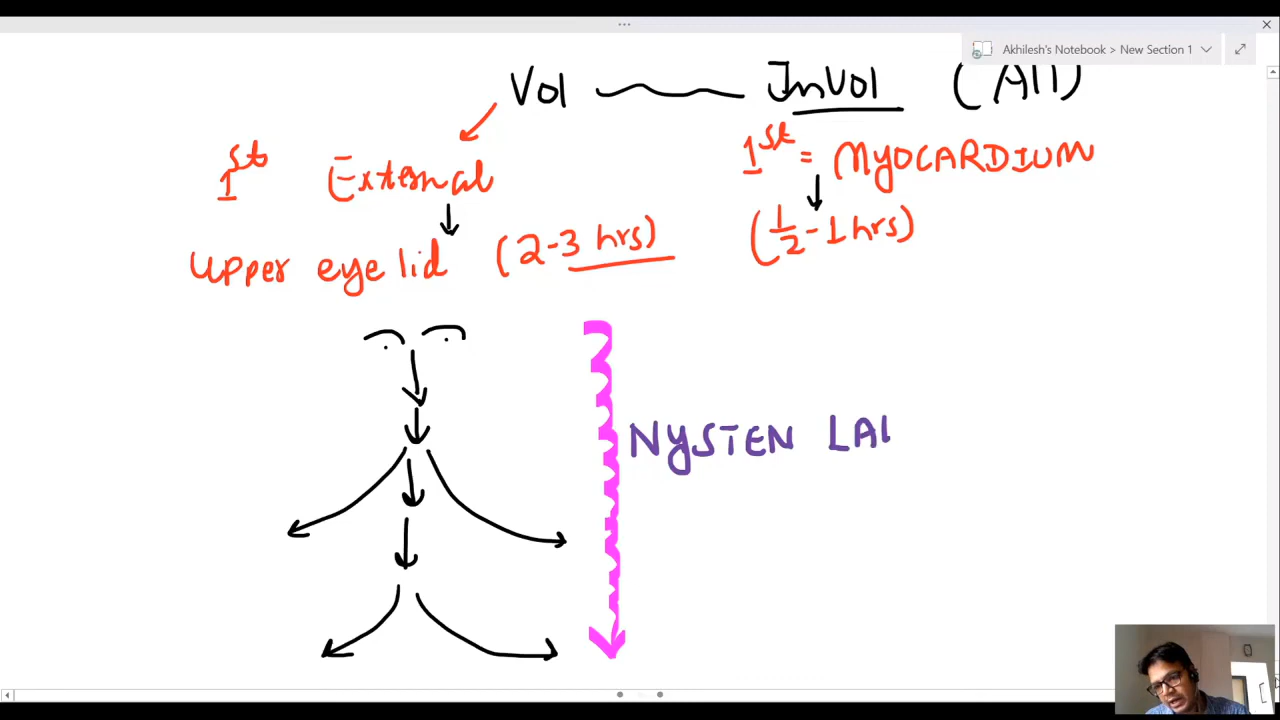 Akhilesh's Notebook > New Section 1
Vol InVol (All)
1st External
1st = MYOCARDIUM
Upper eye lid (2-3 hrs)
(1/2 - 1 hrs)
NYSTEN LAI